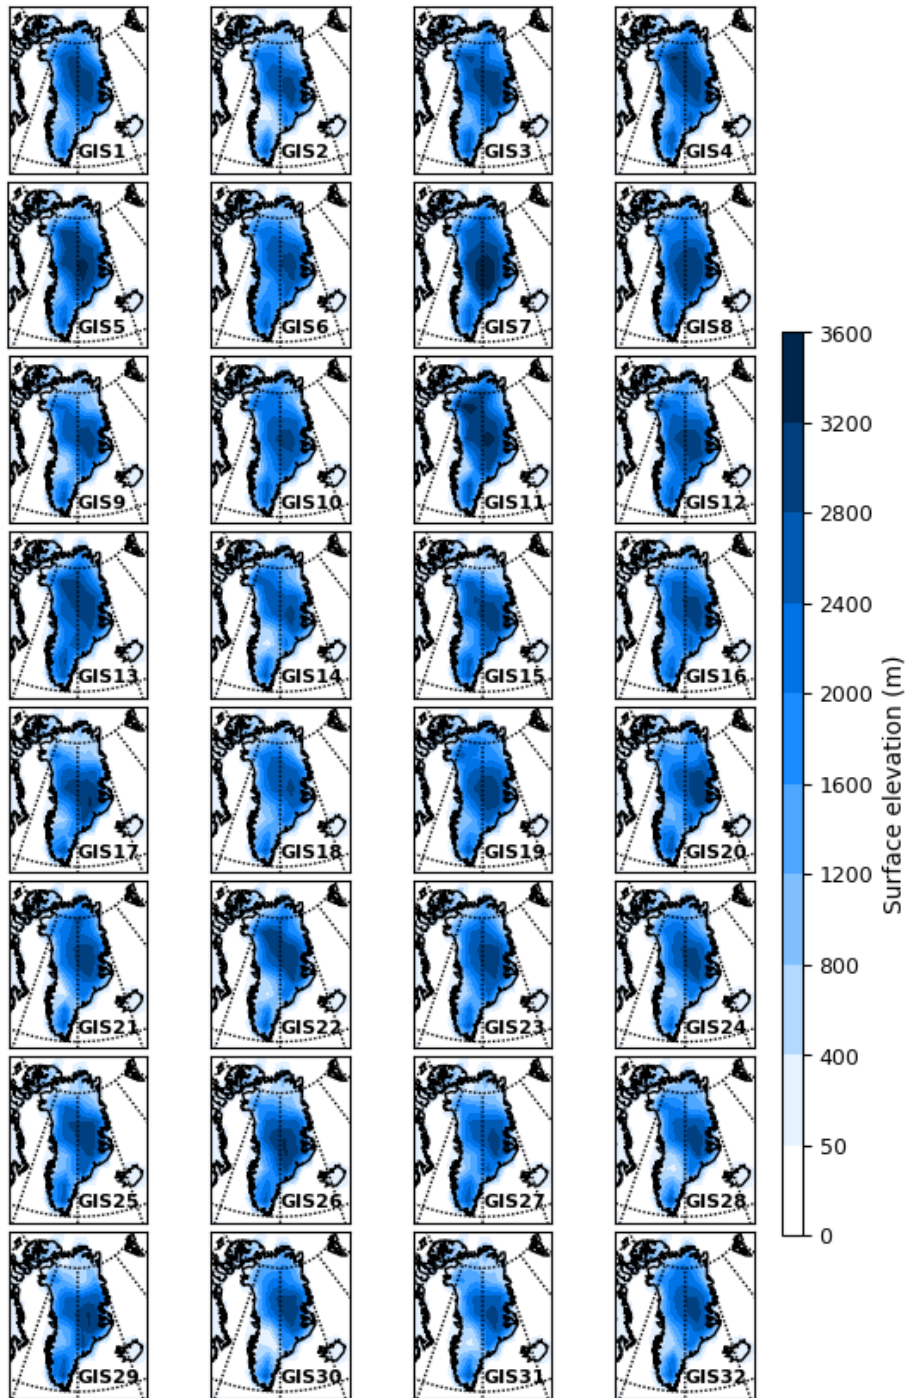 GIS1 GIS2 GIS3 GIS4
GIS5 GIS6 GIS7 GIS8
GIS9 GIS10 GIS11 GIS12
GIS13 GIS14 GIS15 GIS16
GIS17 GIS18 GIS19 GIS20
GIS21 GIS22 GIS23 GIS24
GIS25 GIS26 GIS27 GIS28
GIS29 GIS30 GIS31 GIS32
3600
3200
2800
2400
2000
1600
1200
800
400
50
0
Surface elevation (m)